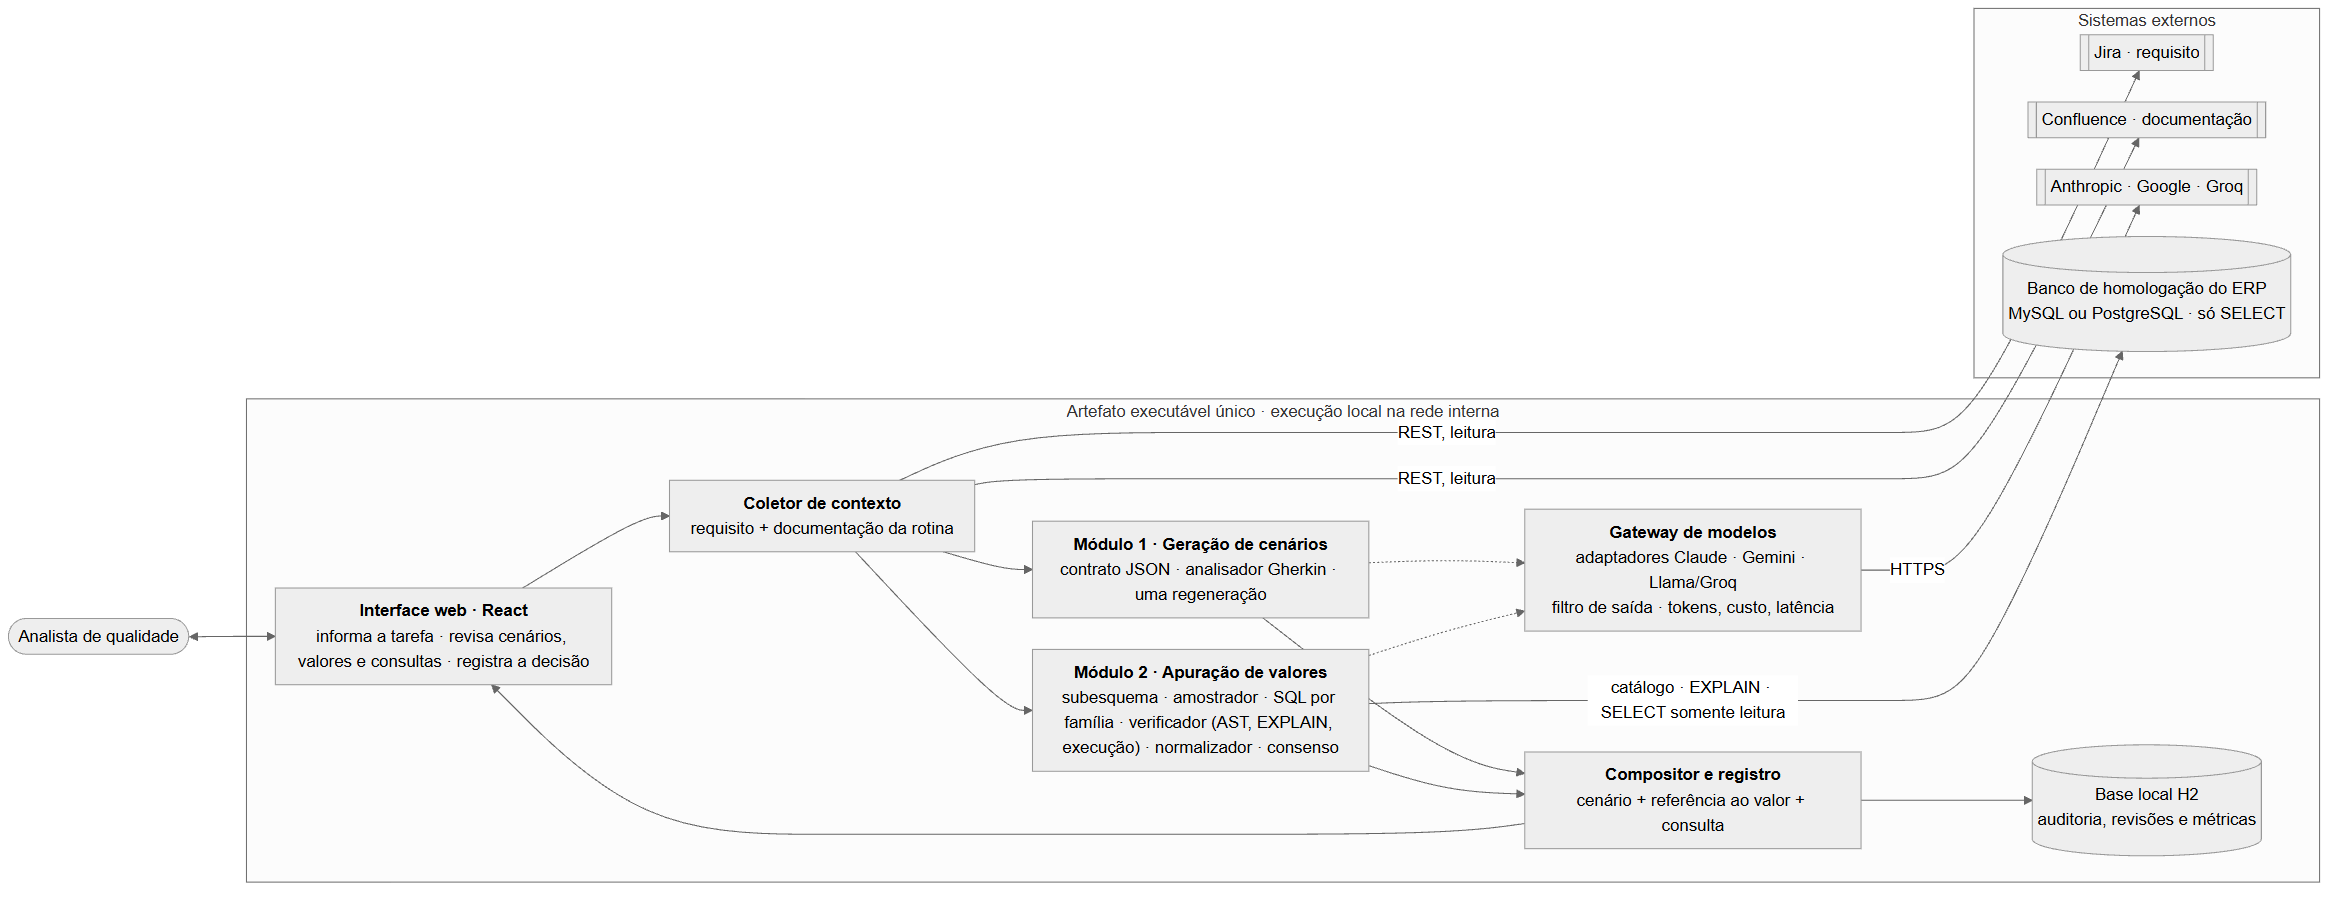 Sistemas externos
Jira · requisito
Confluence · documentação
Anthropic · Google · Groq
Banco de homologação do ERP
MySQL ou PostgreSQL · só SELECT
Artefato executável único · execução local na rede interna
REST, leitura
REST, leitura
Coletor de contexto
requisito + documentação da rotina
Módulo 1 · Geração de cenários
contrato JSON · analisador Gherkin ·
uma regeneração
Gateway de modelos
adaptadores Claude · Gemini ·
Llama/Groq
filtro de saída · tokens, custo, latência
HTTPS
Analista de qualidade
Interface web · React
informa a tarefa · revisa cenários,
valores e consultas · registra a decisão
Módulo 2 · Apuração de valores
subesquema · amostrador · SQL por
família · verificador (AST, EXPLAIN,
execução) · normalizador · consenso
catálogo · EXPLAIN ·
SELECT somente leitura
Compositor e registro
cenário + referência ao valor +
consulta
Base local H2
auditoria, revisões e métricas